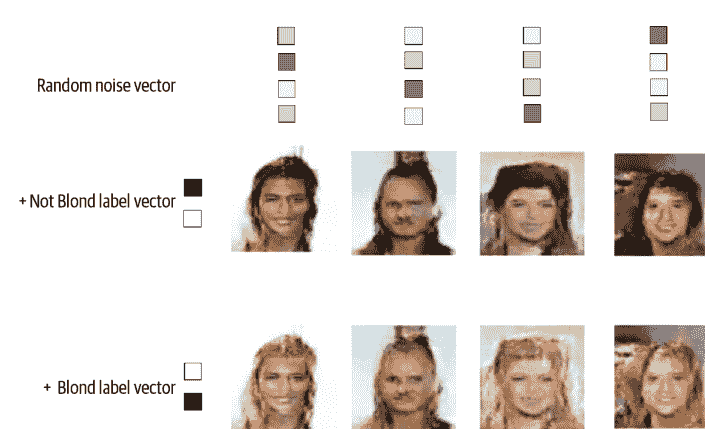 Random noise vector
+ Not Blond label vector
+ Blond label vector